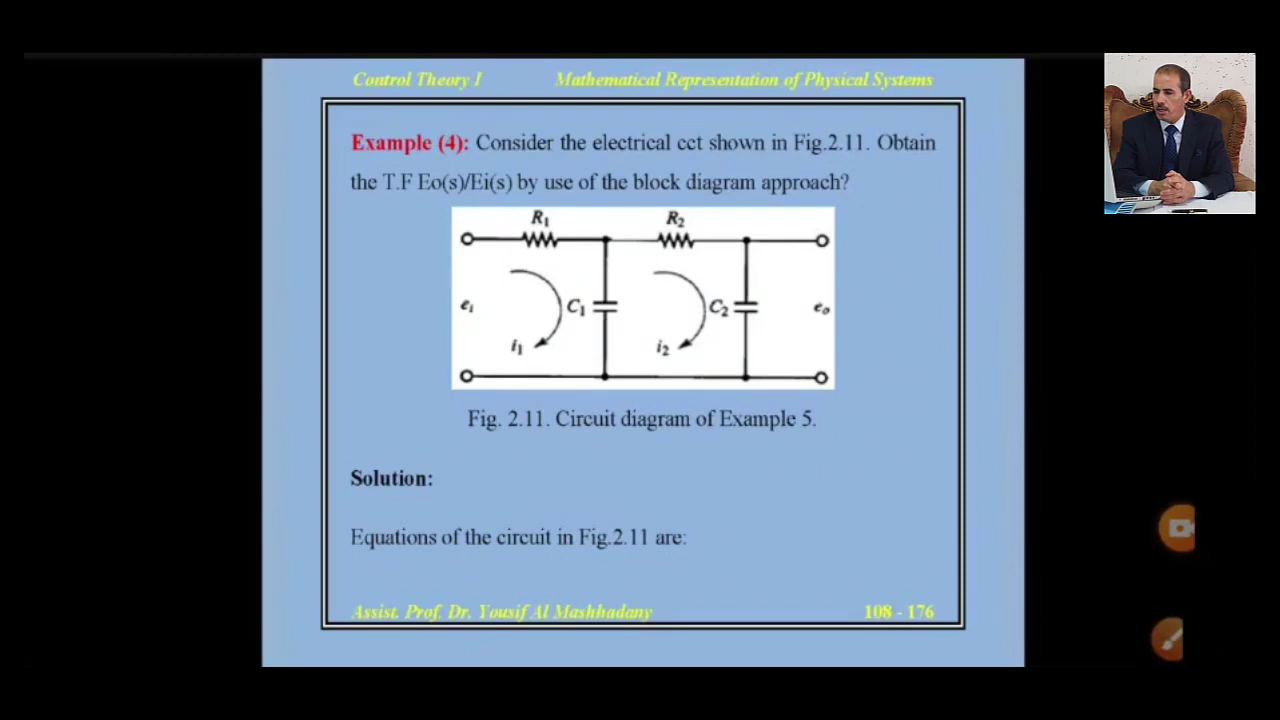 Control Theory I Mathematical Representation of Physical Systems
Example (4): Consider the electrical cct shown in Fig.2.11. Obtain
the T.F Eo(s)/Ei(s) by use of the block diagram approach?
R₁ R₂
eᵢ C₁ C₂ eₒ
i₁ i₂
Fig. 2.11. Circuit diagram of Example 5.
Solution:
Equations of the circuit in Fig.2.11 are:
Assist. Prof. Dr. Yousif Al Mashhadany 108 - 176